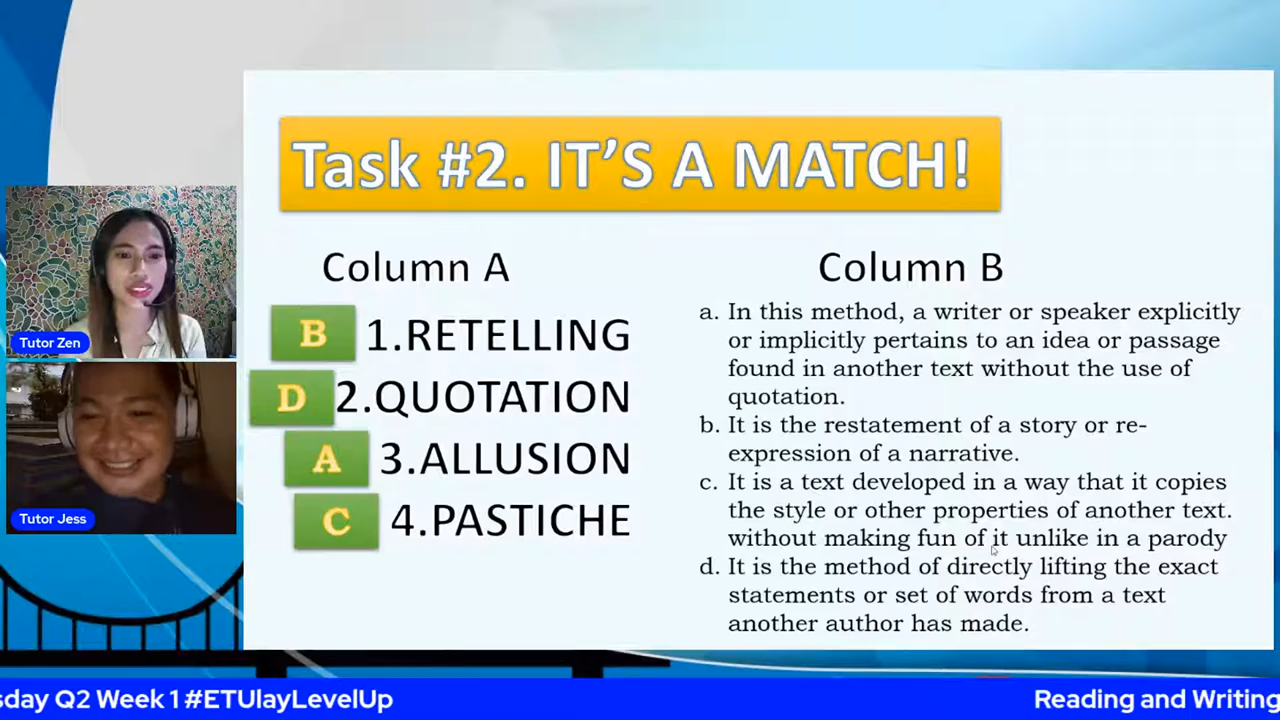 Task #2. IT'S A MATCH!
Column A
B 1.RETELLING
D 2.QUOTATION
A 3.ALLUSION
C 4.PASTICHE
Column B
a. In this method, a writer or speaker explicitly
or implicitly pertains to an idea or passage
found in another text without the use of
quotation.
b. It is the restatement of a story or re-
expression of a narrative.
c. It is a text developed in a way that it copies
the style or other properties of another text.
without making fun of it unlike in a parody
d. It is the method of directly lifting the exact
statements or set of words from a text
another author has made.
Tutor Zen
Tutor Jess
sday Q2 Week 1 #ETUlayLevelUp
Reading and Writing